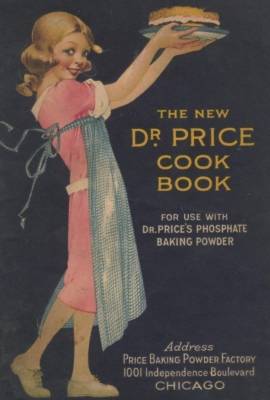 THE NEW
DR. PRICE
COOK
BOOK
FOR USE WITH
DR. PRICE'S PHOSPHATE
BAKING POWDER
Address
PRICE BAKING POWDER FACTORY
1001 Independence Boulevard
CHICAGO